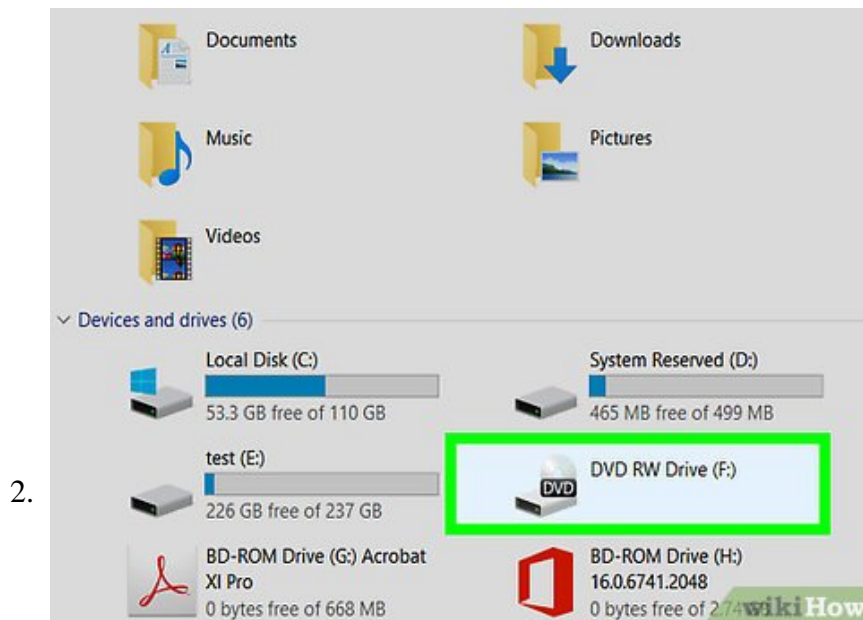 Documents
Downloads
Music
Pictures
Videos
Devices and drives (6)
Local Disk (C:)
53.3 GB free of 110 GB
System Reserved (D:)
465 MB free of 499 MB
test (E:)
226 GB free of 237 GB
DVD
DVD RW Drive (F:)
2.
BD-ROM Drive (G:) Acrobat
XI Pro
0 bytes free of 668 MB
BD-ROM Drive (H:)
16.0.6741.2048
0 bytes free of 2.74
wikiHow